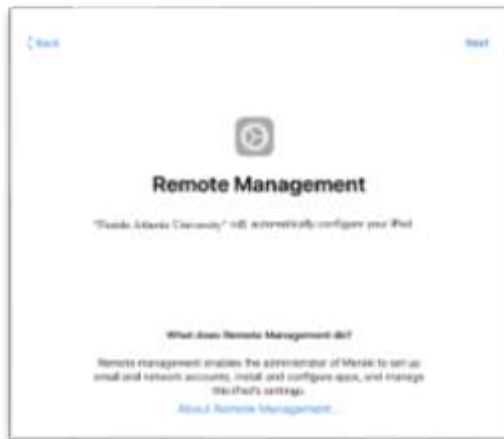 Back
Next
Remote Management
"Florida Atlantic University" will automatically configure your iPad.
What does Remote Management do?
Remote management enables the administrator of Meraki to set up
email and network accounts, install and configure apps, and manage
this iPad's settings.
About Remote Management...